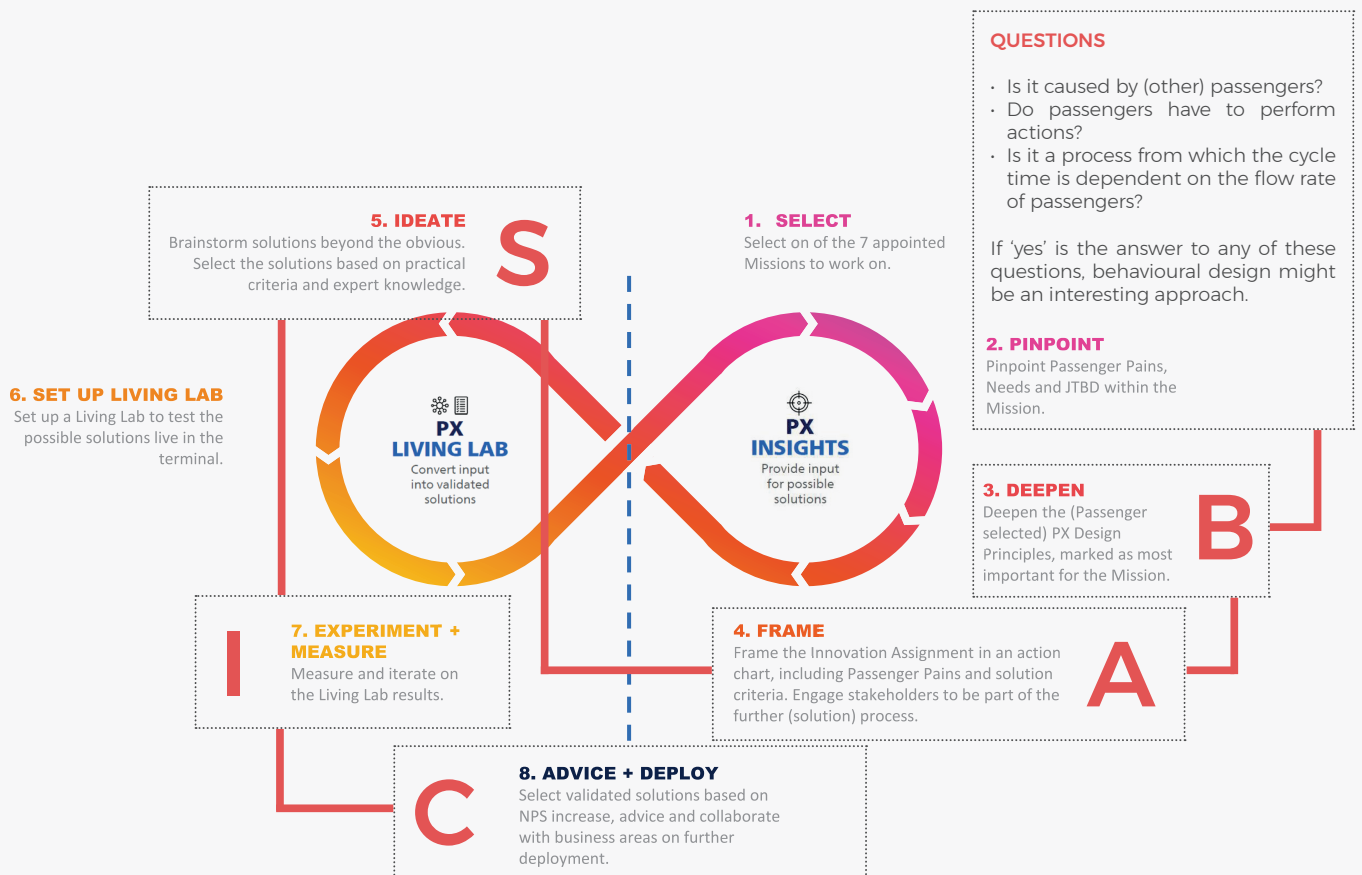 QUESTIONS
· Is it caused by (other) passengers?
· Do passengers have to perform
actions?
· Is it a process from which the cycle
time is dependent on the flow rate
of passengers?
If ‘yes’ is the answer to any of these
questions, behavioural design might
be an interesting approach.
1. SELECT
Select on of the 7 appointed
Missions to work on.
2. PINPOINT
Pinpoint Passenger Pains,
Needs and JTBD within the
Mission.
3. DEEPEN
Deepen the (Passenger
selected) PX Design
Principles, marked as most
important for the Mission.
B
4. FRAME
Frame the Innovation Assignment in an action
chart, including Passenger Pains and solution
criteria. Engage stakeholders to be part of the
further (solution) process.
A
5. IDEATE
Brainstorm solutions beyond the obvious.
Select the solutions based on practical
criteria and expert knowledge.
S
6. SET UP LIVING LAB
Set up a Living Lab to test the
possible solutions live in the
terminal.
PX
LIVING LAB
Convert input
into validated
solutions
PX
INSIGHTS
Provide input
for possible
solutions
I
7. EXPERIMENT +
MEASURE
Measure and iterate on
the Living Lab results.
C
8. ADVICE + DEPLOY
Select validated solutions based on
NPS increase, advice and collaborate
with business areas on further
deployment.